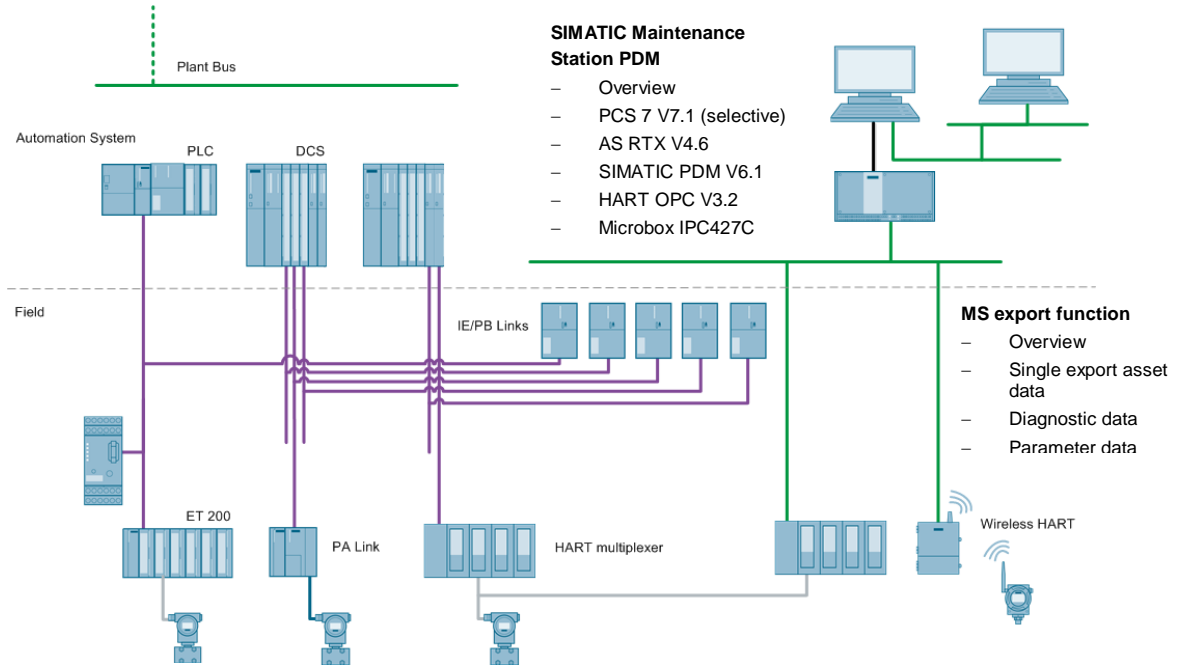 Plant Bus
SIMATIC Maintenance
Station PDM
– Overview
– PCS 7 V7.1 (selective)
– AS RTX V4.6
– SIMATIC PDM V6.1
– HART OPC V3.2
– Microbox IPC427C
Automation System
PLC
DCS
Field
IE/PB Links
MS export function
– Overview
– Single export asset
data
– Diagnostic data
– Parameter data
ET 200
PA Link
HART multiplexer
Wireless HART